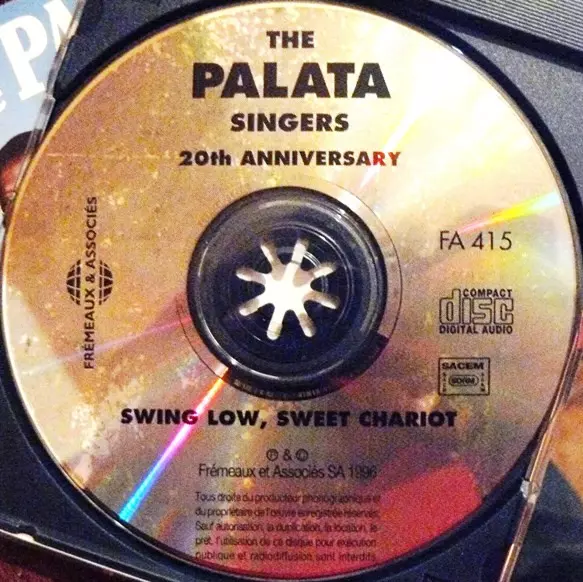 PA
THE
PALATA
SINGERS
20th ANNIVERSARY
FRÉMEAUX & ASSOCIÉS
FA 415
COMPACT
disc
DIGITAL AUDIO
SACEM
SDRM
SWING LOW, SWEET CHARIOT
℗ & ©
Frémeaux et Associés SA 1996
Tous droits du producteur phonographique et
du propriétaire de l'œuvre enregistrée réservés.
Sauf autorisation, la duplication, la location, le
prêt, l'utilisation de ce disque pour exécution
publique et radiodiffusion sont interdits.